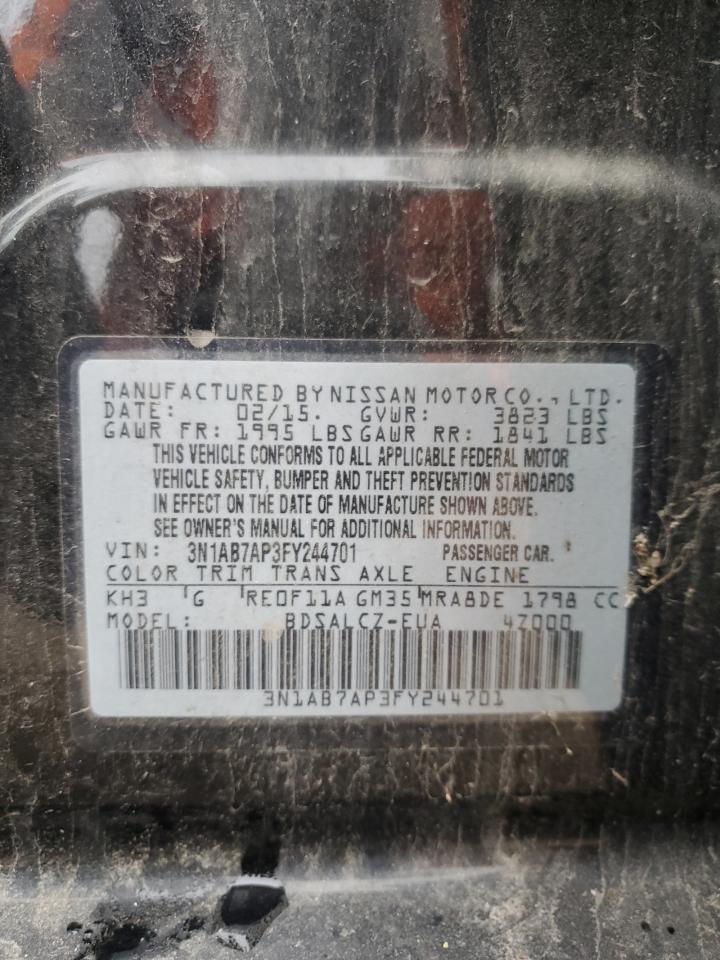 MANUFACTURED BY NISSAN MOTOR CO., LTD.
DATE: 02/15. GVWR: 3823 LBS
GAWR FR: 1995 LBS GAWR RR: 1841 LBS
THIS VEHICLE CONFORMS TO ALL APPLICABLE FEDERAL MOTOR
VEHICLE SAFETY, BUMPER AND THEFT PREVENTION STANDARDS
IN EFFECT ON THE DATE OF MANUFACTURE SHOWN ABOVE.
SEE OWNER'S MANUAL FOR ADDITIONAL INFORMATION.
VIN: 3N1AB7AP3FY244701 PASSENGER CAR.
COLOR TRIM TRANS AXLE ENGINE
KH3 G RE0F11A GM35 MRA8DE 1798 CC
MODEL: BDSALCZ-EUA 4Z000
3N1AB7AP3FY244701